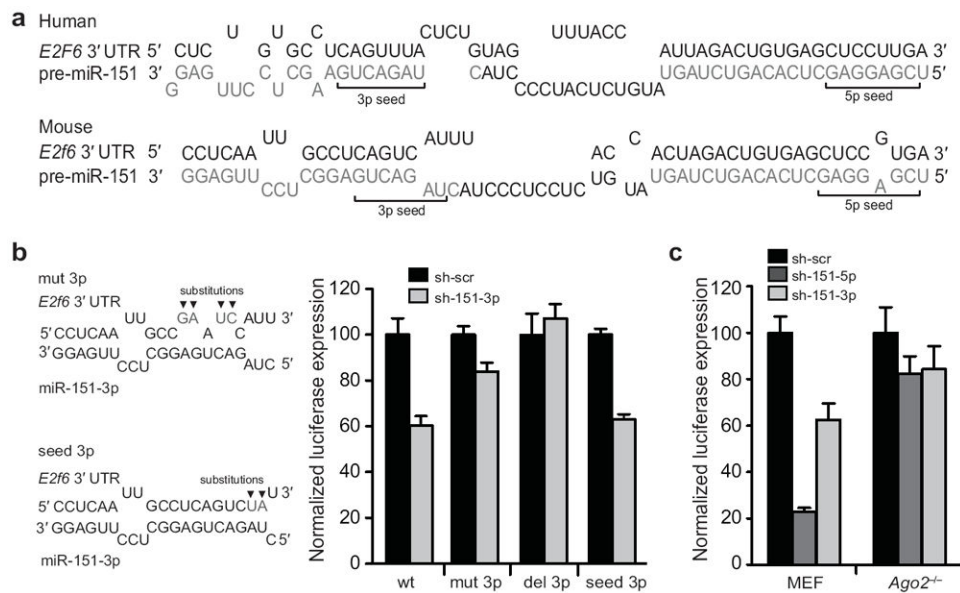 a
Human
U U C CUCU UUUACC
E2F6 3′ UTR 5′ CUC G GCUCAGUUUA GUAG AUUAGACUGUGAGCUCCUUGA 3′
pre-miR-151 3′ GAG C CGAGUCAGAU CAUC UGAUCUGACACUCGAGGAGCU 5′
G UUC U A CCCUACUCUGUA
3p seed 5p seed
Mouse
UU AUUU C G
E2f6 3′ UTR 5′ CCUCAA GCCUCAGUC AC ACUAGACUGUGAGCUCC UGA 3′
pre-miR-151 3′ GGAGUU CGGAGUCAG UG UGAUCUGACACUCGAGG GCU 5′
CCU AUCAUCCCUCCUC UA A
3p seed 5p seed
b
mut 3p
substitutions
E2f6 3′ UTR
UU GA UC AUU 3′
5′ CCUCAA GCC A C
3′ GGAGUU CGGAGUCAG
CCU AUC 5′
miR-151-3p
seed 3p
substitutions
E2f6 3′ UTR
UU U 3′
5′ CCUCAA GCCUCAGUCUA
3′ GGAGUU CGGAGUCAGAU
CCU C 5′
miR-151-3p
sh-scr
sh-151-3p
Normalized luciferase expression
120
100
80
60
40
20
0
wt mut 3p del 3p seed 3p
c
sh-scr
sh-151-5p
sh-151-3p
Normalized luciferase expression
120
100
80
60
40
20
0
MEF Ago2−/−